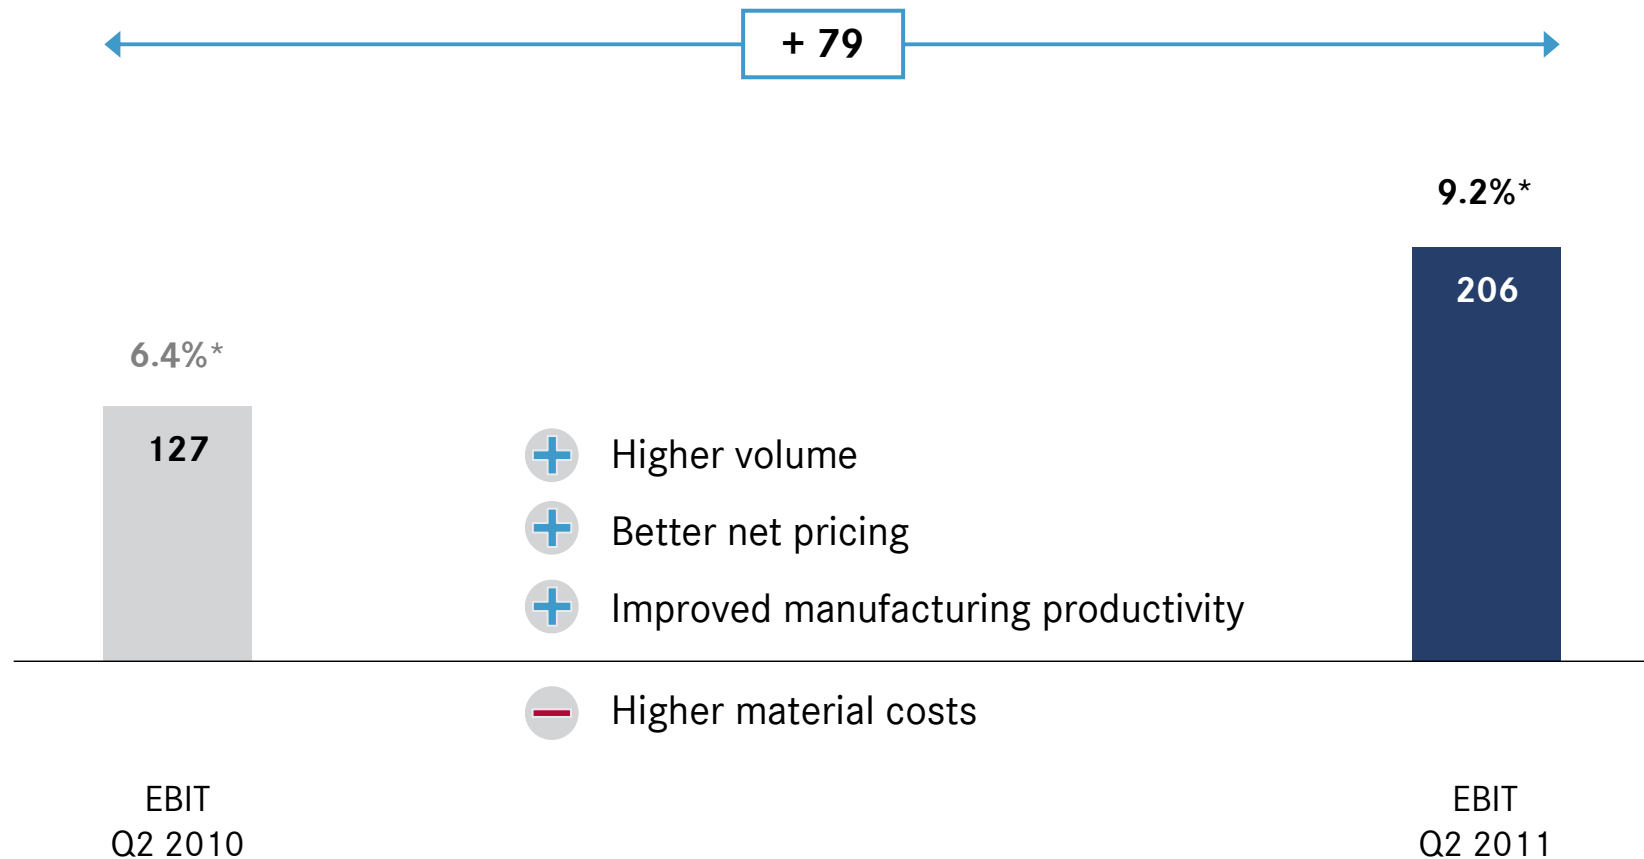 + 79
9.2%*
206
6.4%*
127
Higher volume
Better net pricing
Improved manufacturing productivity
Higher material costs
EBIT
Q2 2010
EBIT
Q2 2011